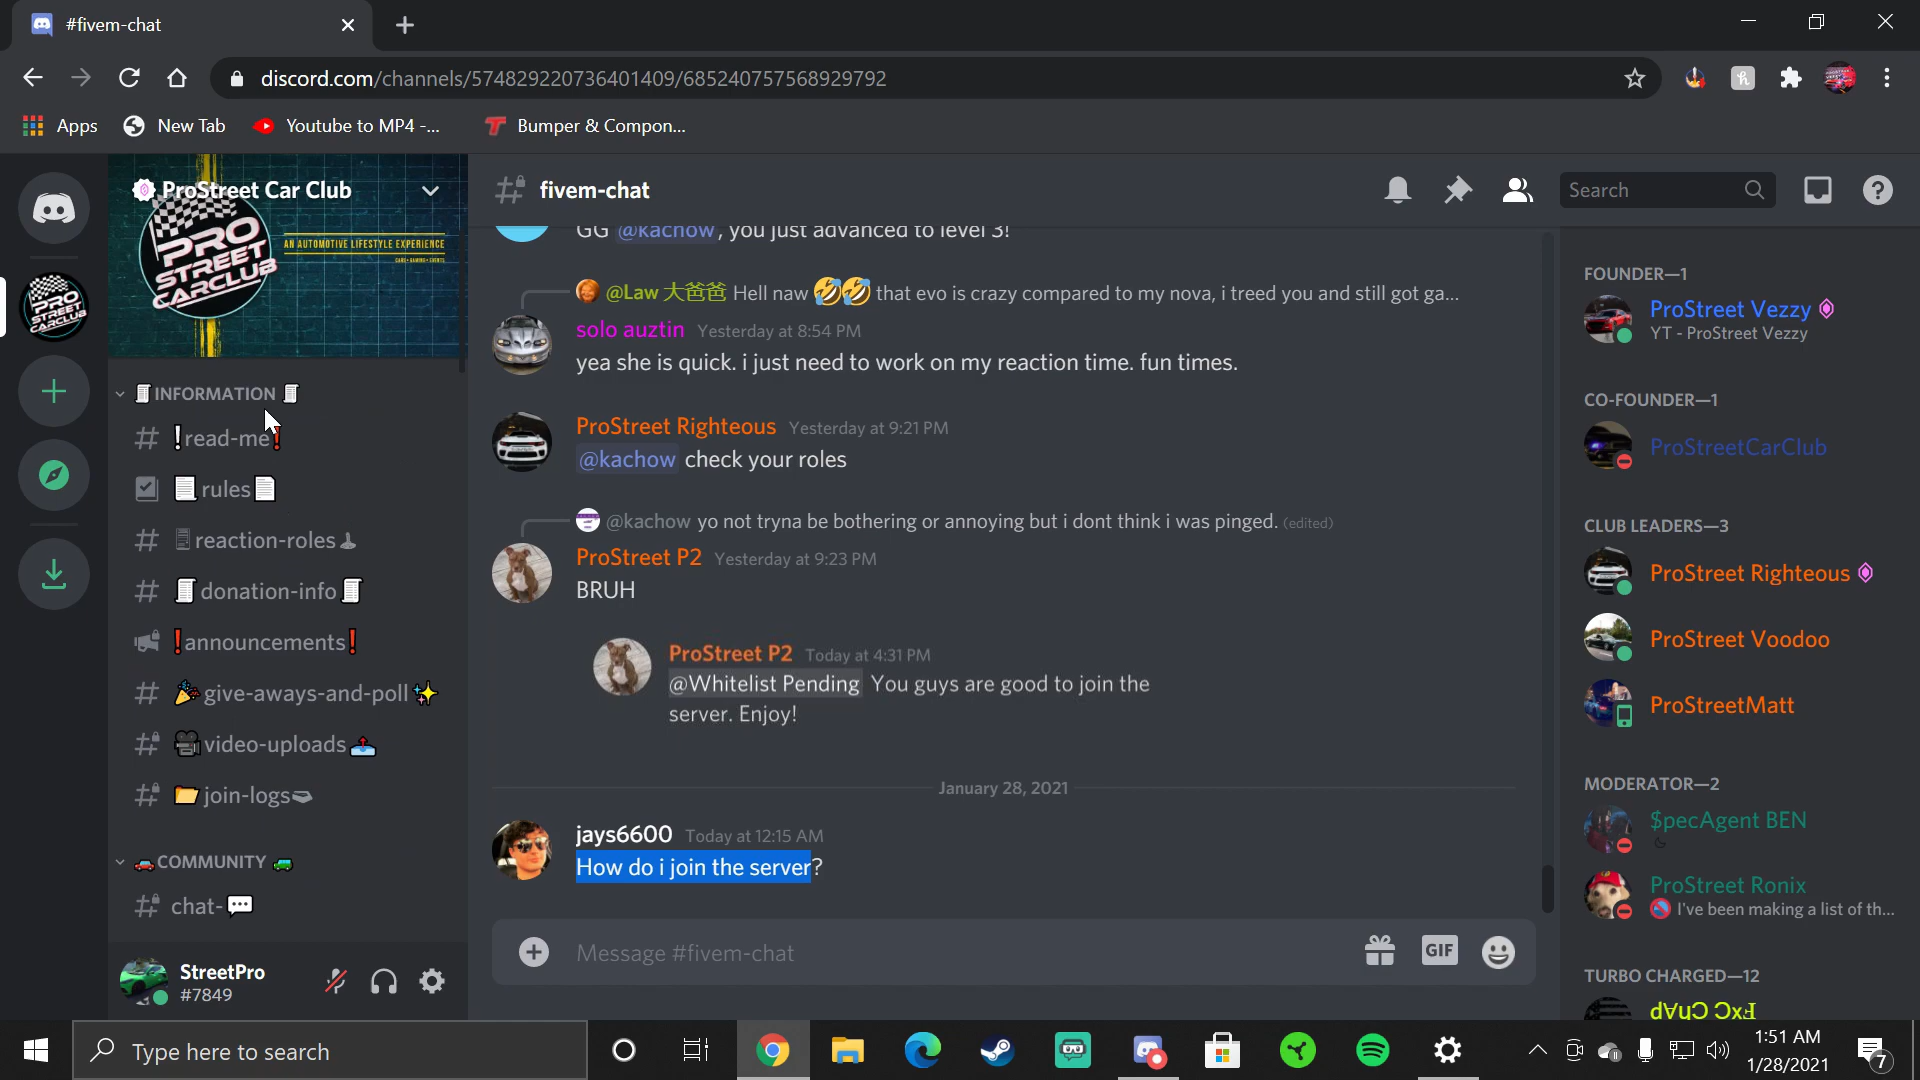 #fivem-chat
discord.com/channels/574829220736401409/685240757568929792
Apps
New Tab
Youtube to MP4 -...
Bumper & Compon...
ProStreet Car Club
PRO STREET CARCLUB
AN AUTOMOTIVE LIFESTYLE EXPERIENCE
CARS • GAMING • EVENTS
PRO STREET CARCLUB
INFORMATION
# ❗read-me❗
rules
# reaction-roles
# donation-info
❗announcements❗
# 🎉give-aways-and-poll✨
# video-uploads
# join-logs
🚗COMMUNITY🚙
# chat-💬
StreetPro
#7849
fivem-chat
Search
GG @kachow, you just advanced to level 3!
@Law 大爸爸 Hell naw 🤣🤣 that evo is crazy compared to my nova, i treed you and still got ga...
solo auztin Yesterday at 8:54 PM
yea she is quick. i just need to work on my reaction time. fun times.
ProStreet Righteous Yesterday at 9:21 PM
@kachow check your roles
@kachow yo not tryna be bothering or annoying but i dont think i was pinged. (edited)
ProStreet P2 Yesterday at 9:23 PM
BRUH
ProStreet P2 Today at 4:31 PM
@Whitelist Pending You guys are good to join the
server. Enjoy!
January 28, 2021
jays6600 Today at 12:15 AM
How do i join the server?
Message #fivem-chat
GIF
FOUNDER—1
ProStreet Vezzy
YT - ProStreet Vezzy
CO-FOUNDER—1
ProStreetCarClub
CLUB LEADERS—3
ProStreet Righteous
ProStreet Voodoo
ProStreetMatt
MODERATOR—2
$pecAgent BEN
ProStreet Ronix
🚫 I've been making a list of th...
TURBO CHARGED—12
Type here to search
1:51 AM
1/28/2021
7